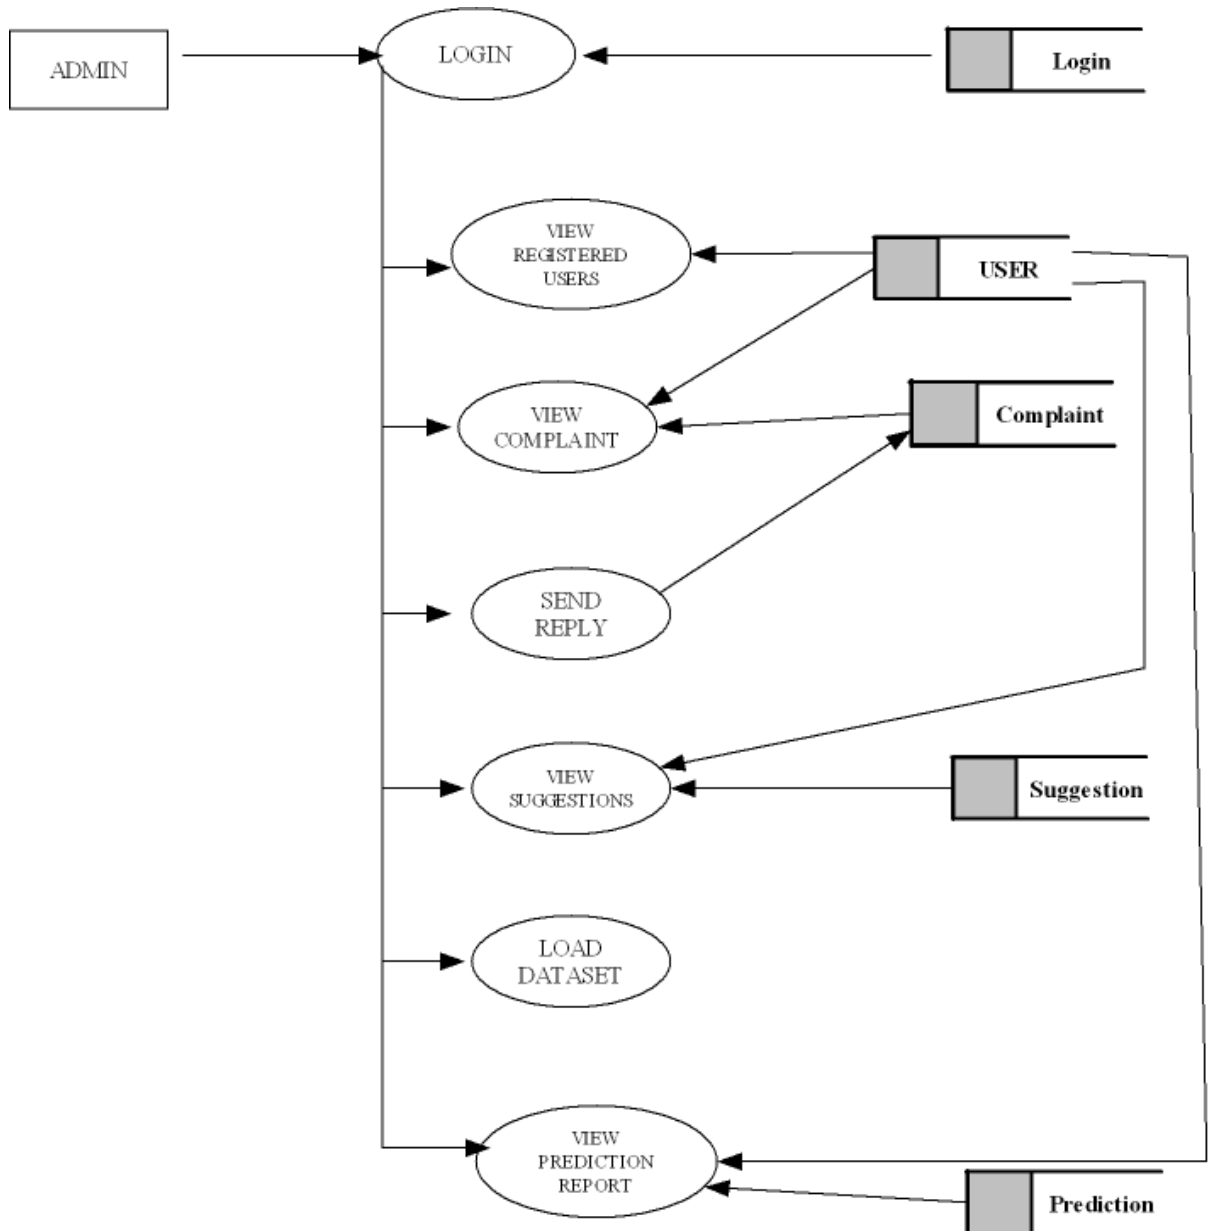 ADMIN
LOGIN
Login
VIEW
REGISTERED
USERS
USER
VIEW
COMPLAINT
Complaint
SEND
REPLY
VIEW
SUGGESTIONS
Suggestion
LOAD
DATASET
VIEW
PREDICTION
REPORT
Prediction